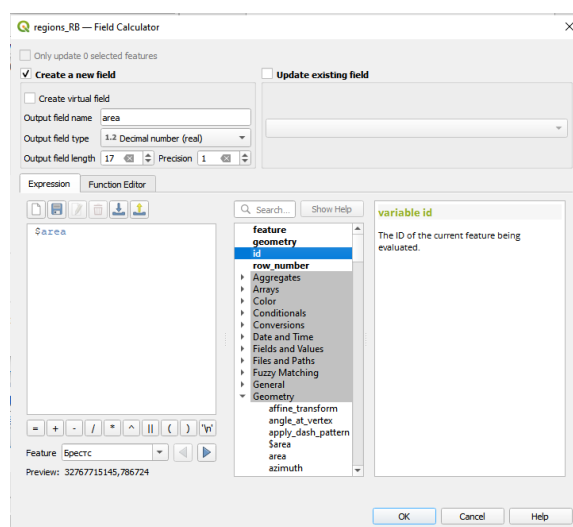 regions_RB — Field Calculator
Only update 0 selected features
Create a new field
Update existing field
Create virtual field
Output field name area
Output field type 1.2 Decimal number (real)
Output field length 17 Precision 1
Expression Function Editor
Search... Show Help
$area
feature
geometry
id
row_number
Aggregates
Arrays
Color
Conditionals
Conversions
Date and Time
Fields and Values
Files and Paths
Fuzzy Matching
General
Geometry
affine_transform
angle_at_vertex
apply_dash_pattern
$area
area
azimuth
variable id
The ID of the current feature being
evaluated.
= + - / * ^ || ( ) '\n'
Feature Брестс
Preview: 32767715145,786724
OK Cancel Help